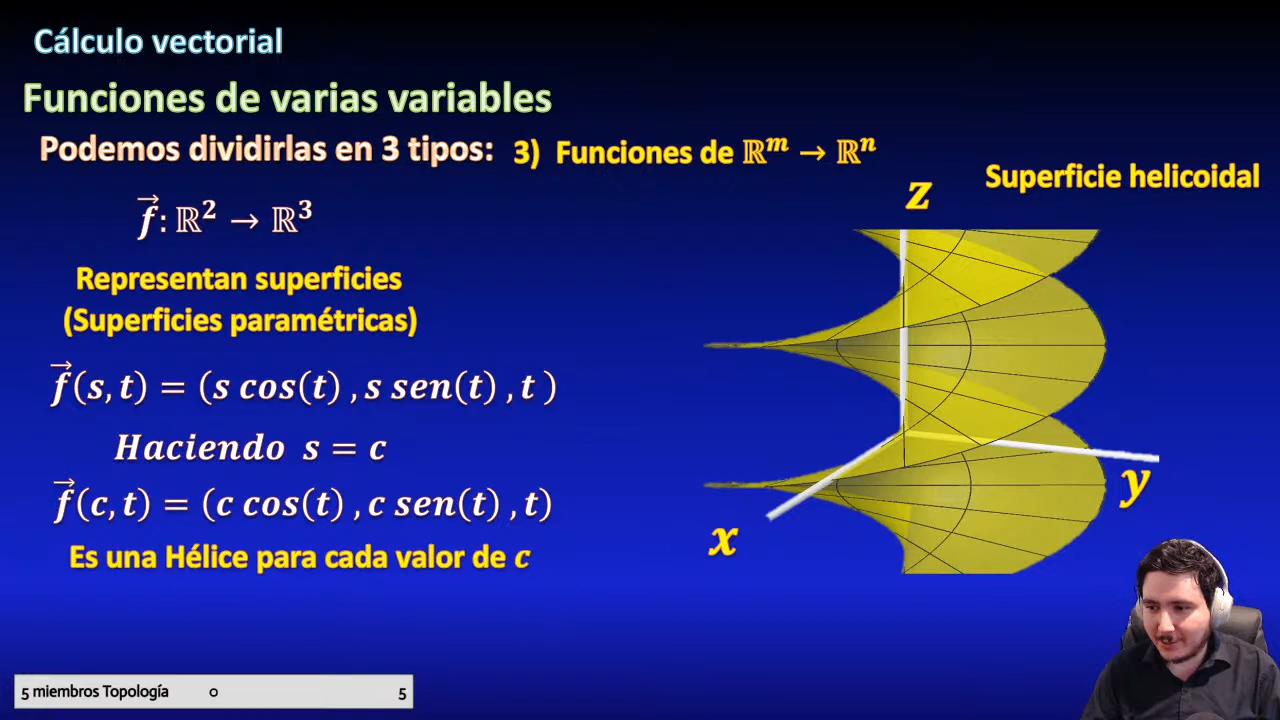 Cálculo vectorial
Funciones de varias variables
Podemos dividirlas en 3 tipos: 3) Funciones de ℝᵐ → ℝⁿ
Superficie helicoidal
f⃗: ℝ² → ℝ³
Representan superficies
(Superficies paramétricas)
f⃗(s, t) = (s cos(t) , s sen(t) , t )
Haciendo s = c
f⃗(c, t) = (c cos(t) , c sen(t) , t)
Es una Hélice para cada valor de c
z
y
x
5 miembros Topología 5